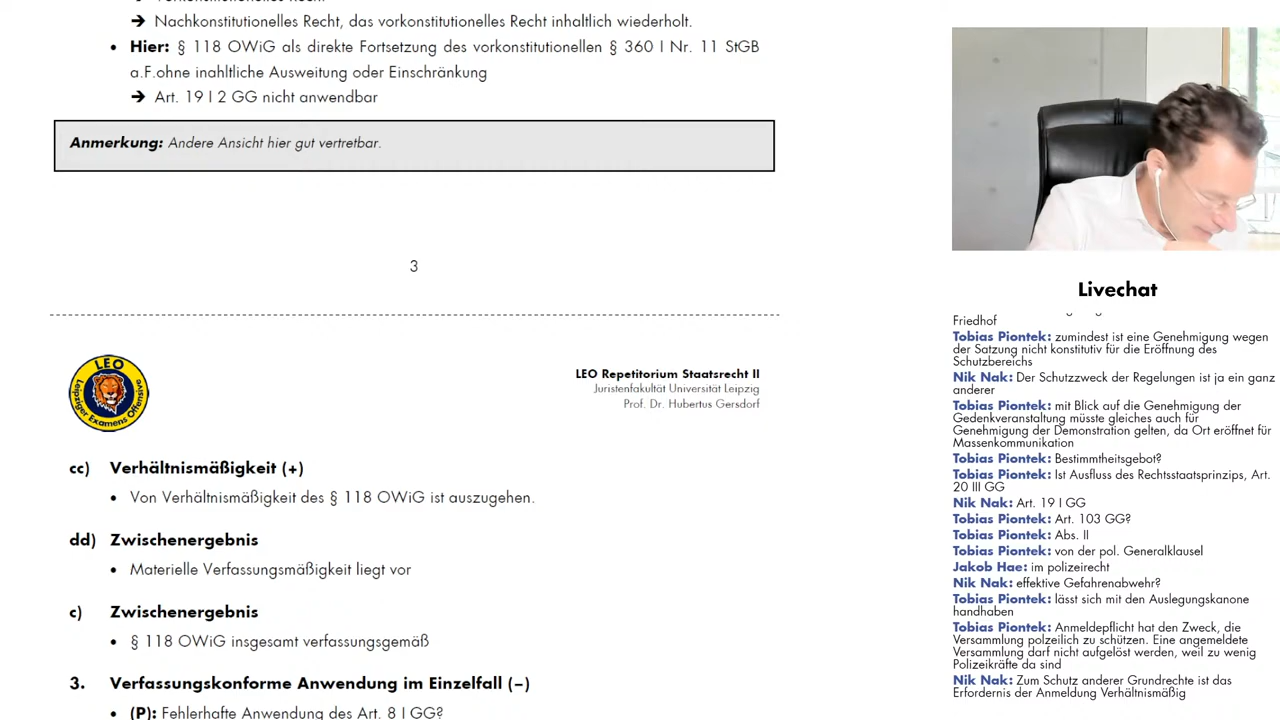 ➔ Nachkonstitutionelles Recht, das vorkonstitutionelles Recht inhaltlich wiederholt.
• Hier: § 118 OWiG als direkte Fortsetzung des vorkonstitutionellen § 360 I Nr. 11 StGB
a.F.ohne inahltliche Ausweitung oder Einschränkung
➔ Art. 19 I 2 GG nicht anwendbar
Anmerkung: Andere Ansicht hier gut vertretbar.
3
LEO
Leipziger Examens Offensive
LEO Repetitorium Staatsrecht II
Juristenfakultät Universität Leipzig
Prof. Dr. Hubertus Gersdorf
cc) Verhältnismäßigkeit (+)
• Von Verhältnismäßigkeit des § 118 OWiG ist auszugehen.
dd) Zwischenergebnis
• Materielle Verfassungsmäßigkeit liegt vor
c) Zwischenergebnis
• § 118 OWiG insgesamt verfassungsgemäß
3. Verfassungskonforme Anwendung im Einzelfall (–)
• (P): Fehlerhafte Anwendung des Art. 8 I GG?
Livechat
Friedhof
Tobias Piontek: zumindest ist eine Genehmigung wegen
der Satzung nicht konstitutiv für die Eröffnung des
Schutzbereichs
Nik Nak: Der Schutzzweck der Regelungen ist ja ein ganz
anderer
Tobias Piontek: mit Blick auf die Genehmigung der
Gedenkveranstaltung müsste gleiches auch für
Genehmigung der Demonstration gelten, da Ort eröffnet für
Massenkommunikation
Tobias Piontek: Bestimmtheitsgebot?
Tobias Piontek: Ist Ausfluss des Rechtsstaatsprinzips, Art.
20 III GG
Nik Nak: Art. 19 I GG
Tobias Piontek: Art. 103 GG?
Tobias Piontek: Abs. II
Tobias Piontek: von der pol. Generalklausel
Jakob Hae: im polizeirecht
Nik Nak: effektive Gefahrenabwehr?
Tobias Piontek: lässt sich mit den Auslegungskanone
handhaben
Tobias Piontek: Anmeldepflicht hat den Zweck, die
Versammlung polzeilich zu schützen. Eine angemeldete
Versammlung darf nicht aufgelöst werden, weil zu wenig
Polizeikräfte da sind
Nik Nak: Zum Schutz anderer Grundrechte ist das
Erfordernis der Anmeldung Verhältnismäßig